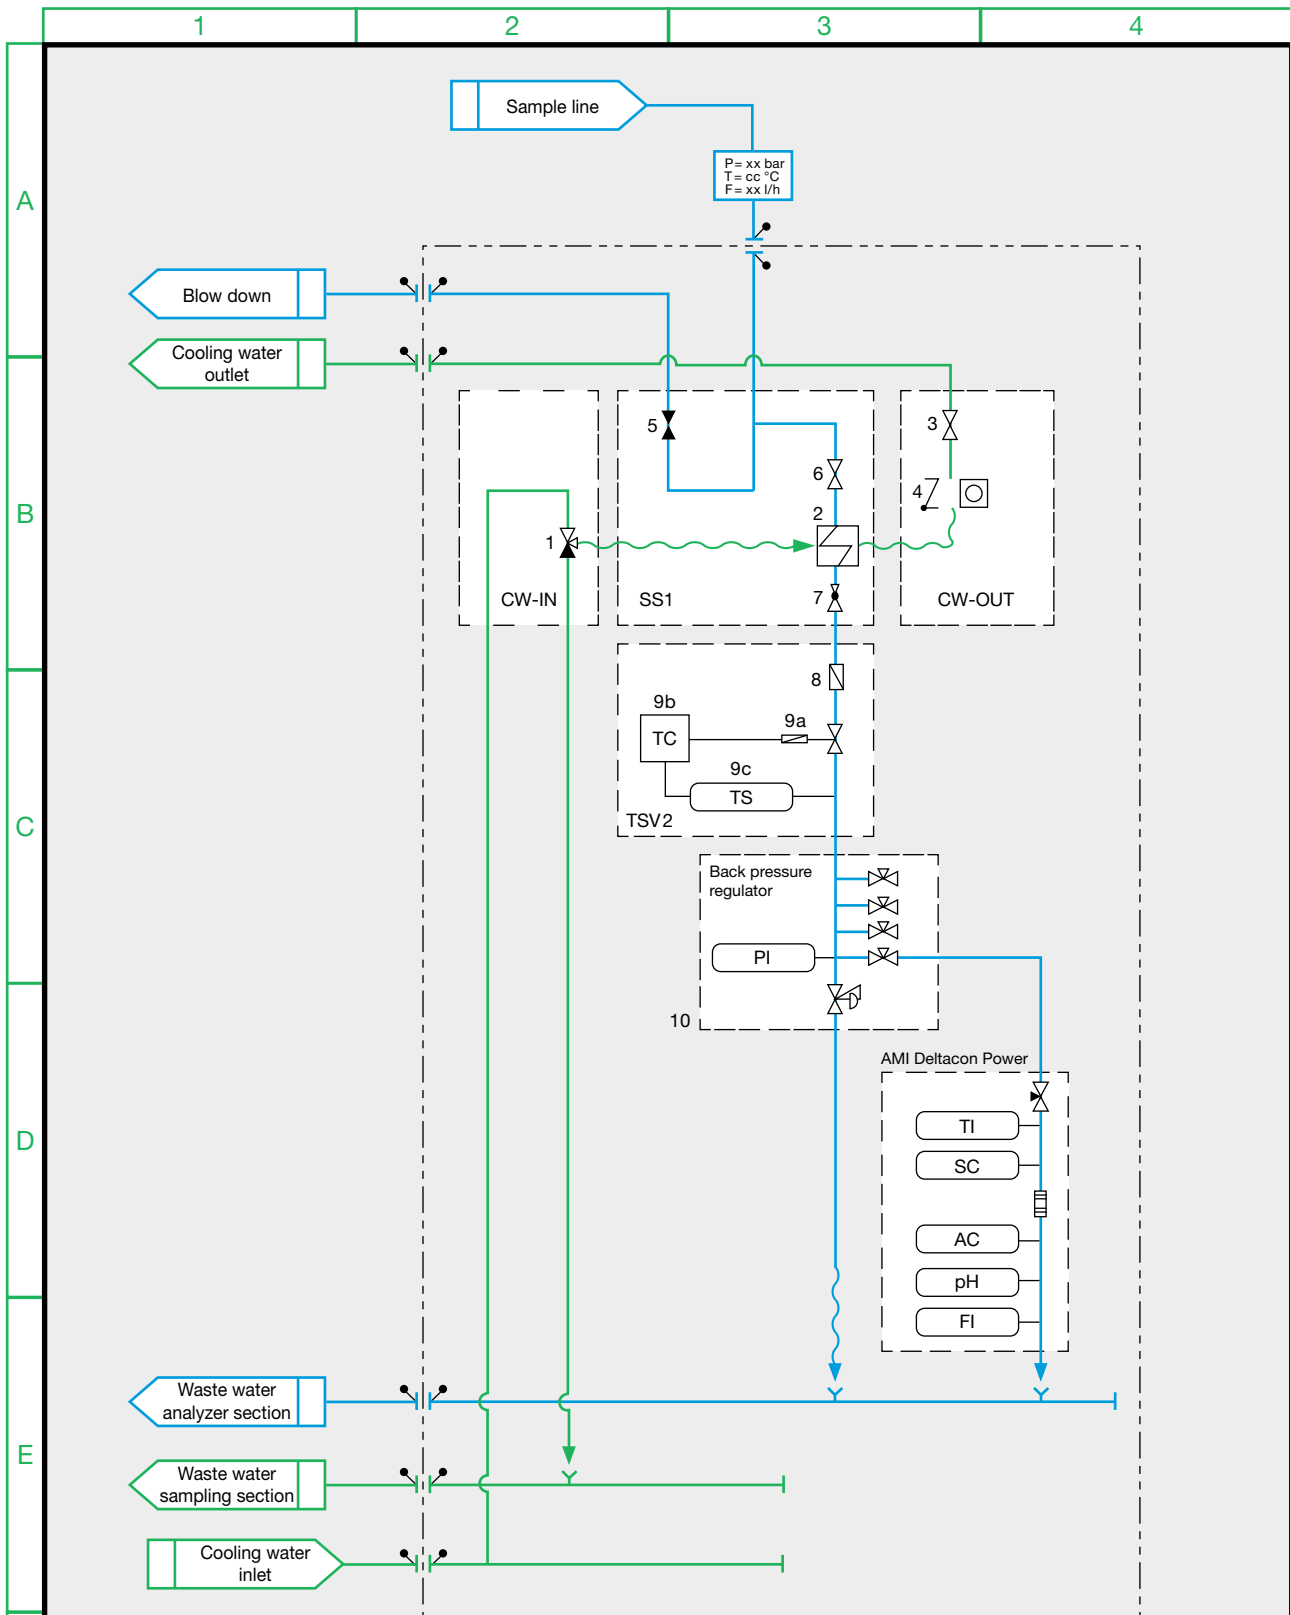 1 2 3 4
A
B
C
D
E
Sample line
P= xx bar
T= cc °C
F= xx l/h
Blow down
Cooling water
outlet
5
3
6
4
2
1
7
CW-IN
SS1
CW-OUT
8
9b
9a
TC
9c
TS
TSV2
Back pressure
regulator
PI
10
AMI Deltacon Power
TI
SC
AC
pH
FI
Waste water
analyzer section
Waste water
sampling section
Cooling water
inlet